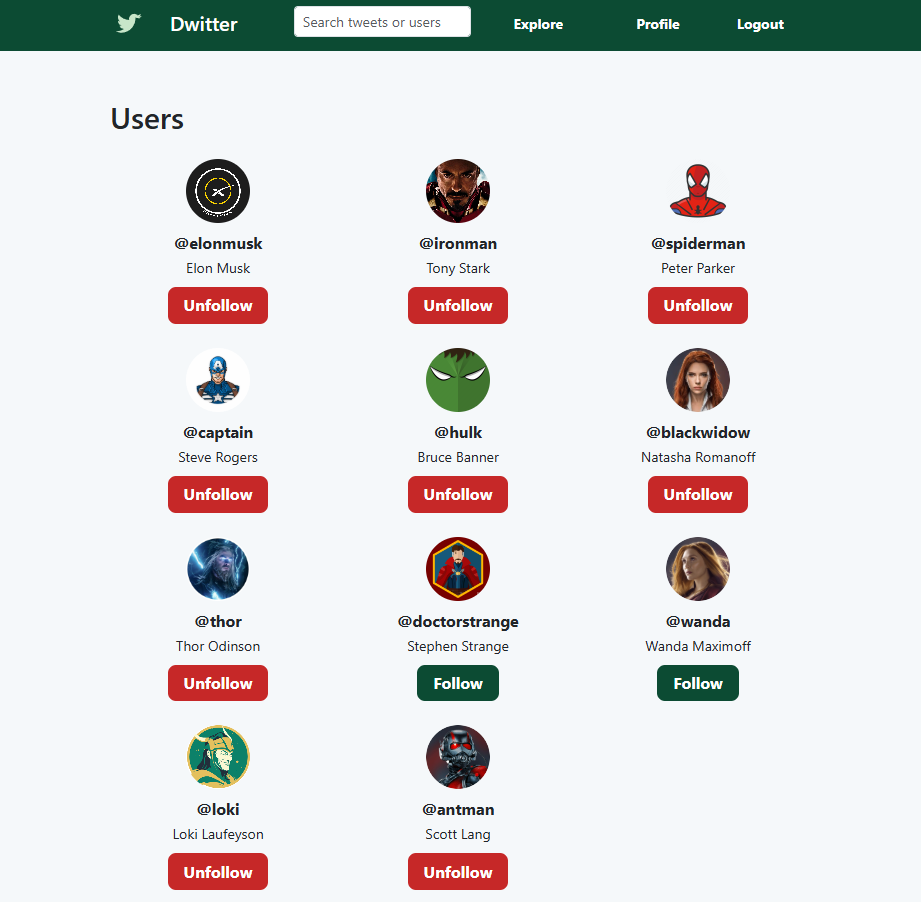 Dwitter
Search tweets or users
Explore
Profile
Logout
Users
@elonmusk
Elon Musk
Unfollow
@ironman
Tony Stark
Unfollow
@spiderman
Peter Parker
Unfollow
@captain
Steve Rogers
Unfollow
@hulk
Bruce Banner
Unfollow
@blackwidow
Natasha Romanoff
Unfollow
@thor
Thor Odinson
Unfollow
@doctorstrange
Stephen Strange
Follow
@wanda
Wanda Maximoff
Follow
@loki
Loki Laufeyson
Unfollow
@antman
Scott Lang
Unfollow